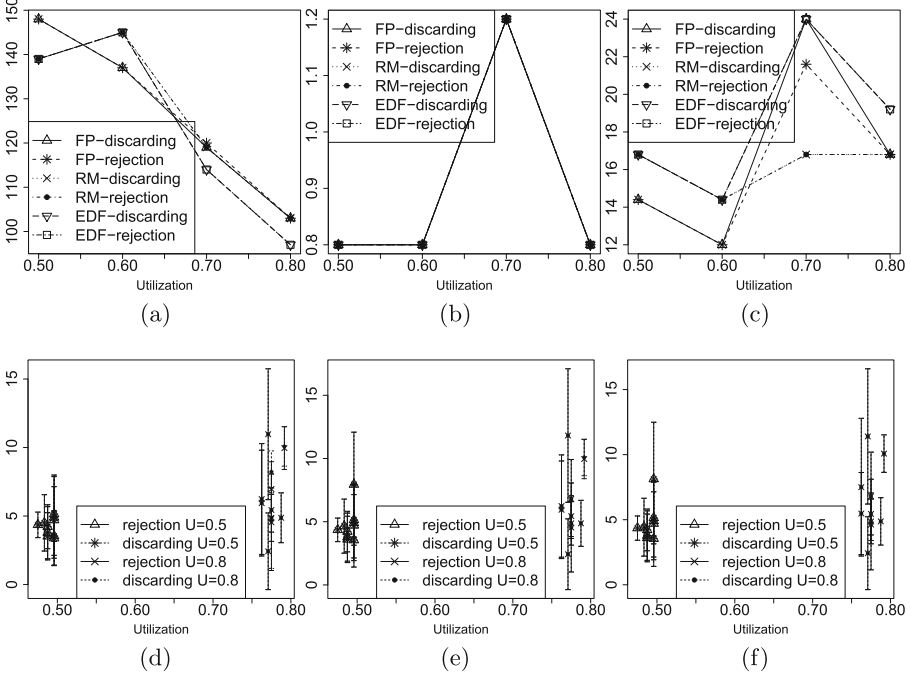 150
140
130
120
110
100
FP−discarding
FP−rejection
RM−discarding
RM−rejection
EDF−discarding
EDF−rejection
0.50 0.60 0.70 0.80
Utilization
(a)
1.2
1.1
1.0
0.9
0.8
FP−discarding
FP−rejection
RM−discarding
RM−rejection
EDF−discarding
EDF−rejection
0.50 0.60 0.70 0.80
Utilization
(b)
24
22
20
18
16
14
12
FP−discarding
FP−rejection
RM−discarding
RM−rejection
EDF−discarding
EDF−rejection
0.50 0.60 0.70 0.80
Utilization
(c)
15
10
5
0
rejection U=0.5
discarding U=0.5
rejection U=0.8
discarding U=0.8
0.50 0.60 0.70 0.80
Utilization
(d)
15
10
5
0
rejection U=0.5
discarding U=0.5
rejection U=0.8
discarding U=0.8
0.50 0.60 0.70 0.80
Utilization
(e)
15
10
5
0
rejection U=0.5
discarding U=0.5
rejection U=0.8
discarding U=0.8
0.50 0.60 0.70 0.80
Utilization
(f)